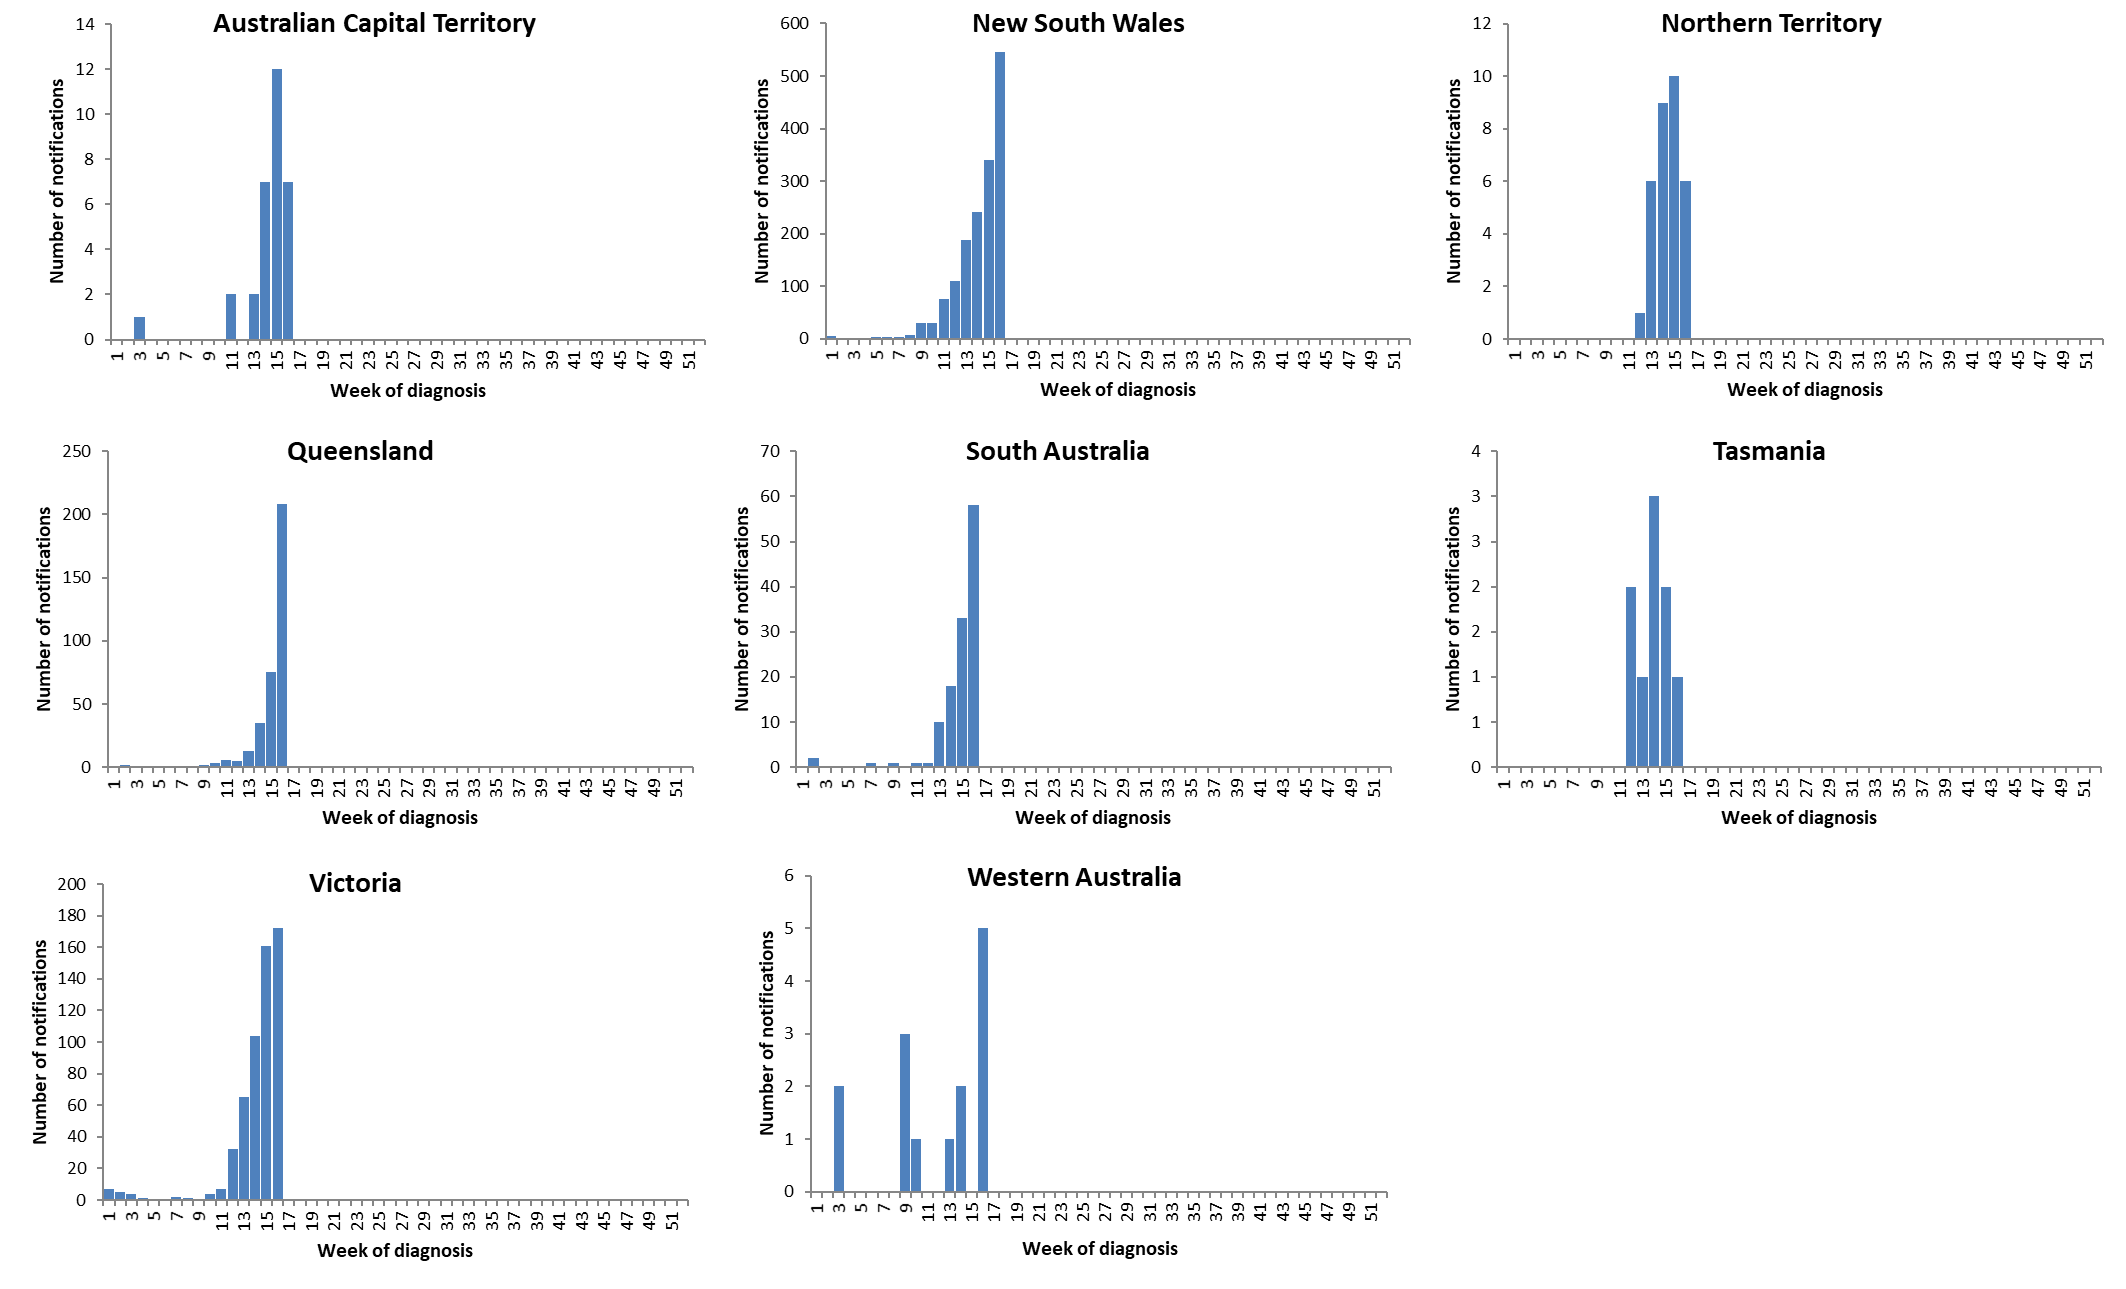 Australian Capital Territory
Number of notifications
14
12
10
8
6
4
2
0
1 3 5 7 9 11 13 15 17 19 21 23 25 27 29 31 33 35 37 39 41 43 45 47 49 51
Week of diagnosis
New South Wales
Number of notifications
600
500
400
300
200
100
0
1 3 5 7 9 11 13 15 17 19 21 23 25 27 29 31 33 35 37 39 41 43 45 47 49 51
Week of diagnosis
Northern Territory
Number of notifications
12
10
8
6
4
2
0
1 3 5 7 9 11 13 15 17 19 21 23 25 27 29 31 33 35 37 39 41 43 45 47 49 51
Week of diagnosis
Queensland
Number of notifications
250
200
150
100
50
0
1 3 5 7 9 11 13 15 17 19 21 23 25 27 29 31 33 35 37 39 41 43 45 47 49 51
Week of diagnosis
South Australia
Number of notifications
70
60
50
40
30
20
10
0
1 3 5 7 9 11 13 15 17 19 21 23 25 27 29 31 33 35 37 39 41 43 45 47 49 51
Week of diagnosis
Tasmania
Number of notifications
4
3
3
2
2
1
1
0
1 3 5 7 9 11 13 15 17 19 21 23 25 27 29 31 33 35 37 39 41 43 45 47 49 51
Week of diagnosis
Victoria
Number of notifications
200
180
160
140
120
100
80
60
40
20
0
1 3 5 7 9 11 13 15 17 19 21 23 25 27 29 31 33 35 37 39 41 43 45 47 49 51
Week of diagnosis
Western Australia
Number of notifications
6
5
4
3
2
1
0
1 3 5 7 9 11 13 15 17 19 21 23 25 27 29 31 33 35 37 39 41 43 45 47 49 51
Week of diagnosis